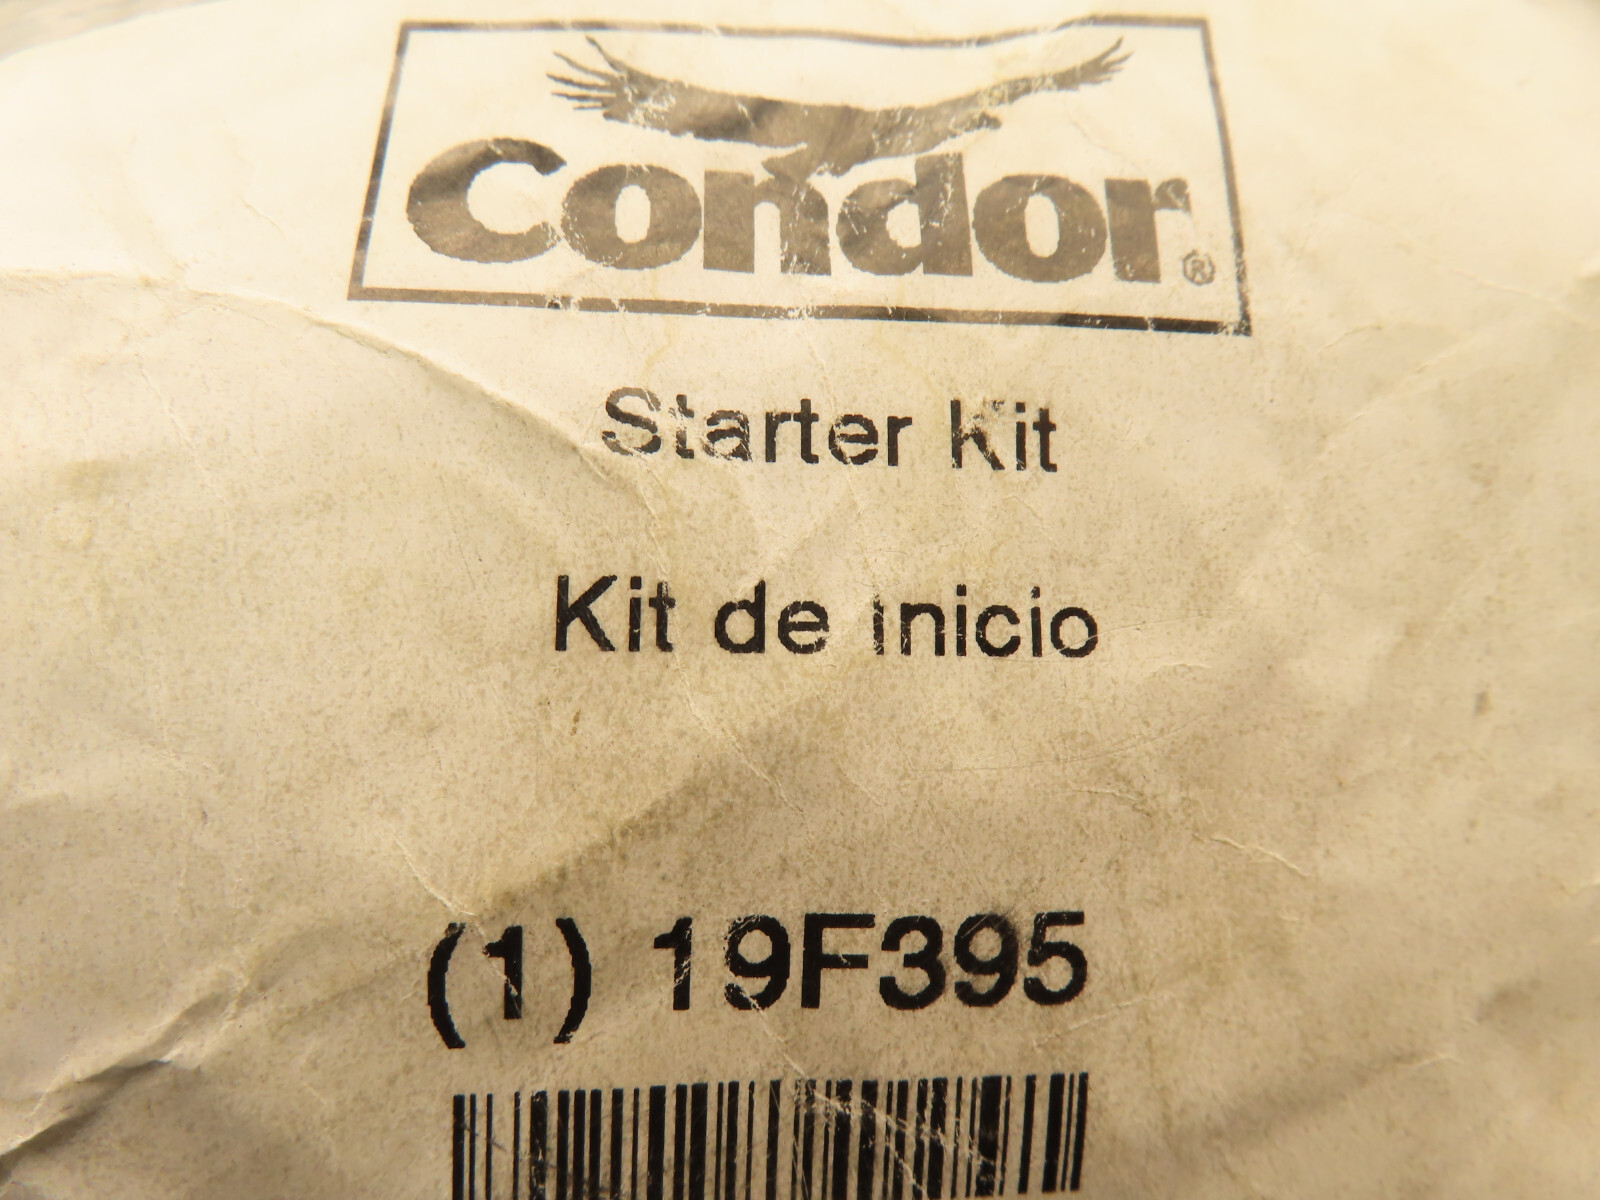 Condor®
Starter Kit
Kit de inicio
(1) 19F395